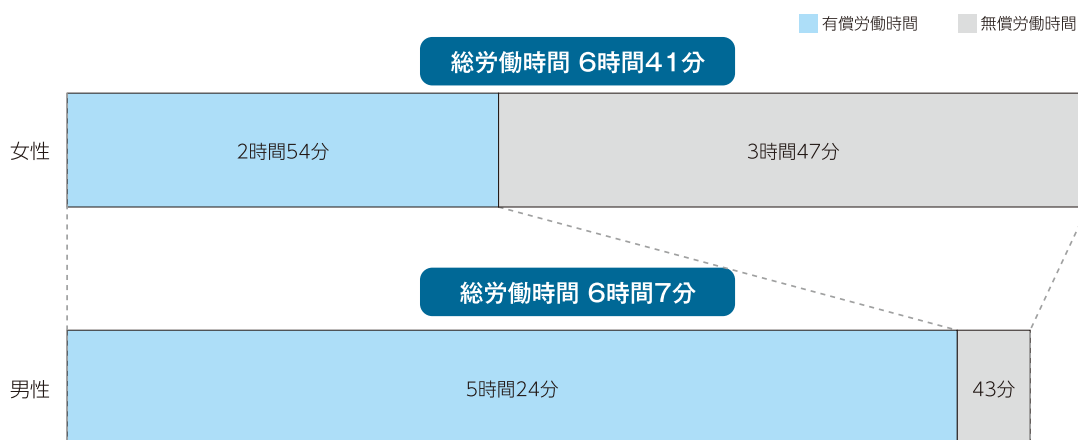 有償労働時間 無償労働時間
総労働時間 6時間41分
女性 2時間54分 3時間47分
総労働時間 6時間7分
男性 5時間24分 43分